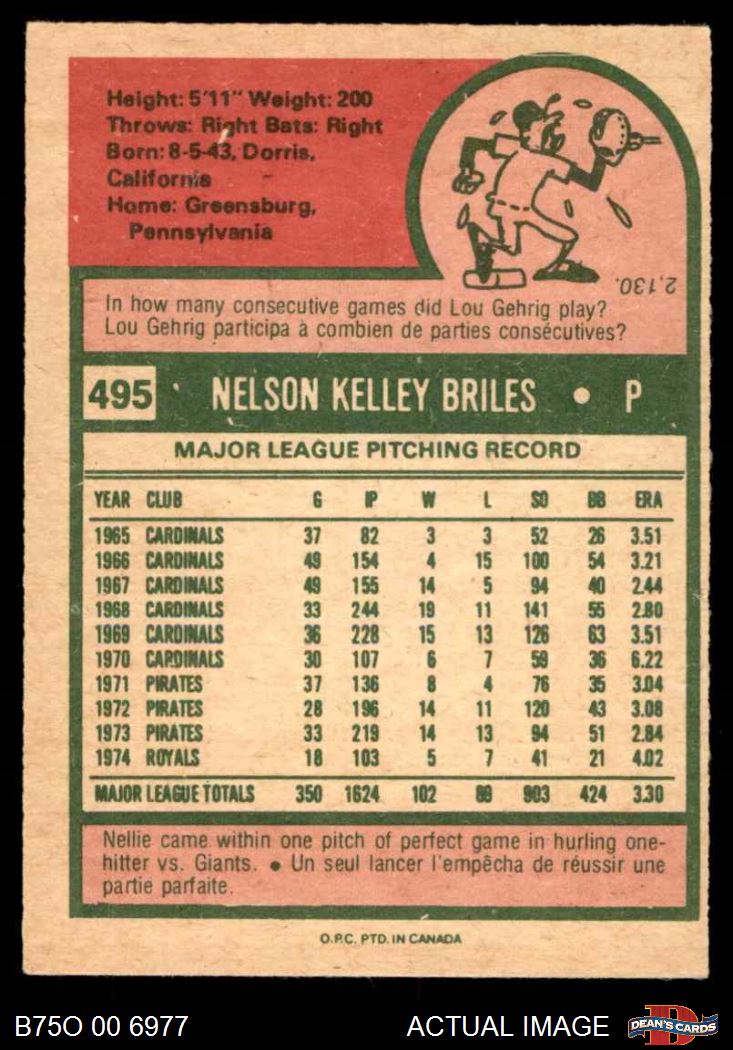 Height: 5'11" Weight: 200
Throws: Right Bats: Right
Born: 8-5-43, Dorris,
California
Home: Greensburg,
Pennsylvania
2,130.
In how many consecutive games did Lou Gehrig play?
Lou Gehrig participa à combien de parties consécutives?
495 NELSON KELLEY BRILES • P
MAJOR LEAGUE PITCHING RECORD
YEAR CLUB G IP W L SO BB ERA
1965 CARDINALS 37 82 3 3 52 26 3.51
1966 CARDINALS 49 154 4 15 100 54 3.21
1967 CARDINALS 49 155 14 5 94 40 2.44
1968 CARDINALS 33 244 19 11 141 55 2.80
1969 CARDINALS 36 228 15 13 126 63 3.51
1970 CARDINALS 30 107 6 7 59 36 6.22
1971 PIRATES 37 136 8 4 76 35 3.04
1972 PIRATES 28 196 14 11 120 43 3.08
1973 PIRATES 33 219 14 13 94 51 2.84
1974 ROYALS 18 103 5 7 41 21 4.02
MAJOR LEAGUE TOTALS 350 1624 102 89 903 424 3.30
Nellie came within one pitch of perfect game in hurling one-
hitter vs. Giants. • Un seul lancer l'empêcha de réussir une
partie parfaite.
O.P.C. PTD. IN CANADA
B75O 00 6977 ACTUAL IMAGE DEAN'S CARDS